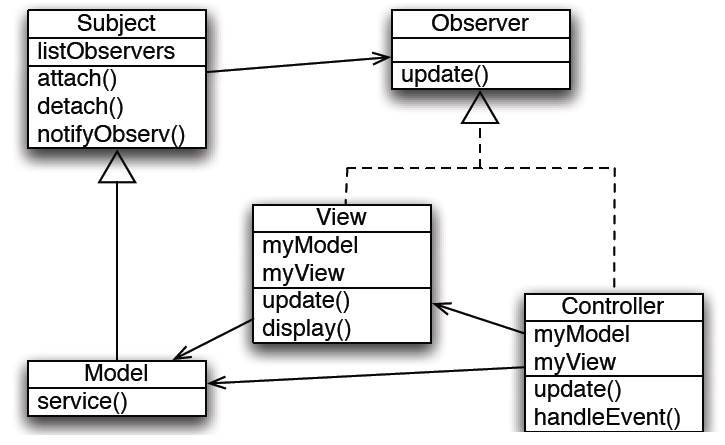 Subject
listObservers
attach()
detach()
notifyObserv()
Observer
update()
View
myModel
myView
update()
display()
Controller
myModel
myView
update()
handleEvent()
Model
service()